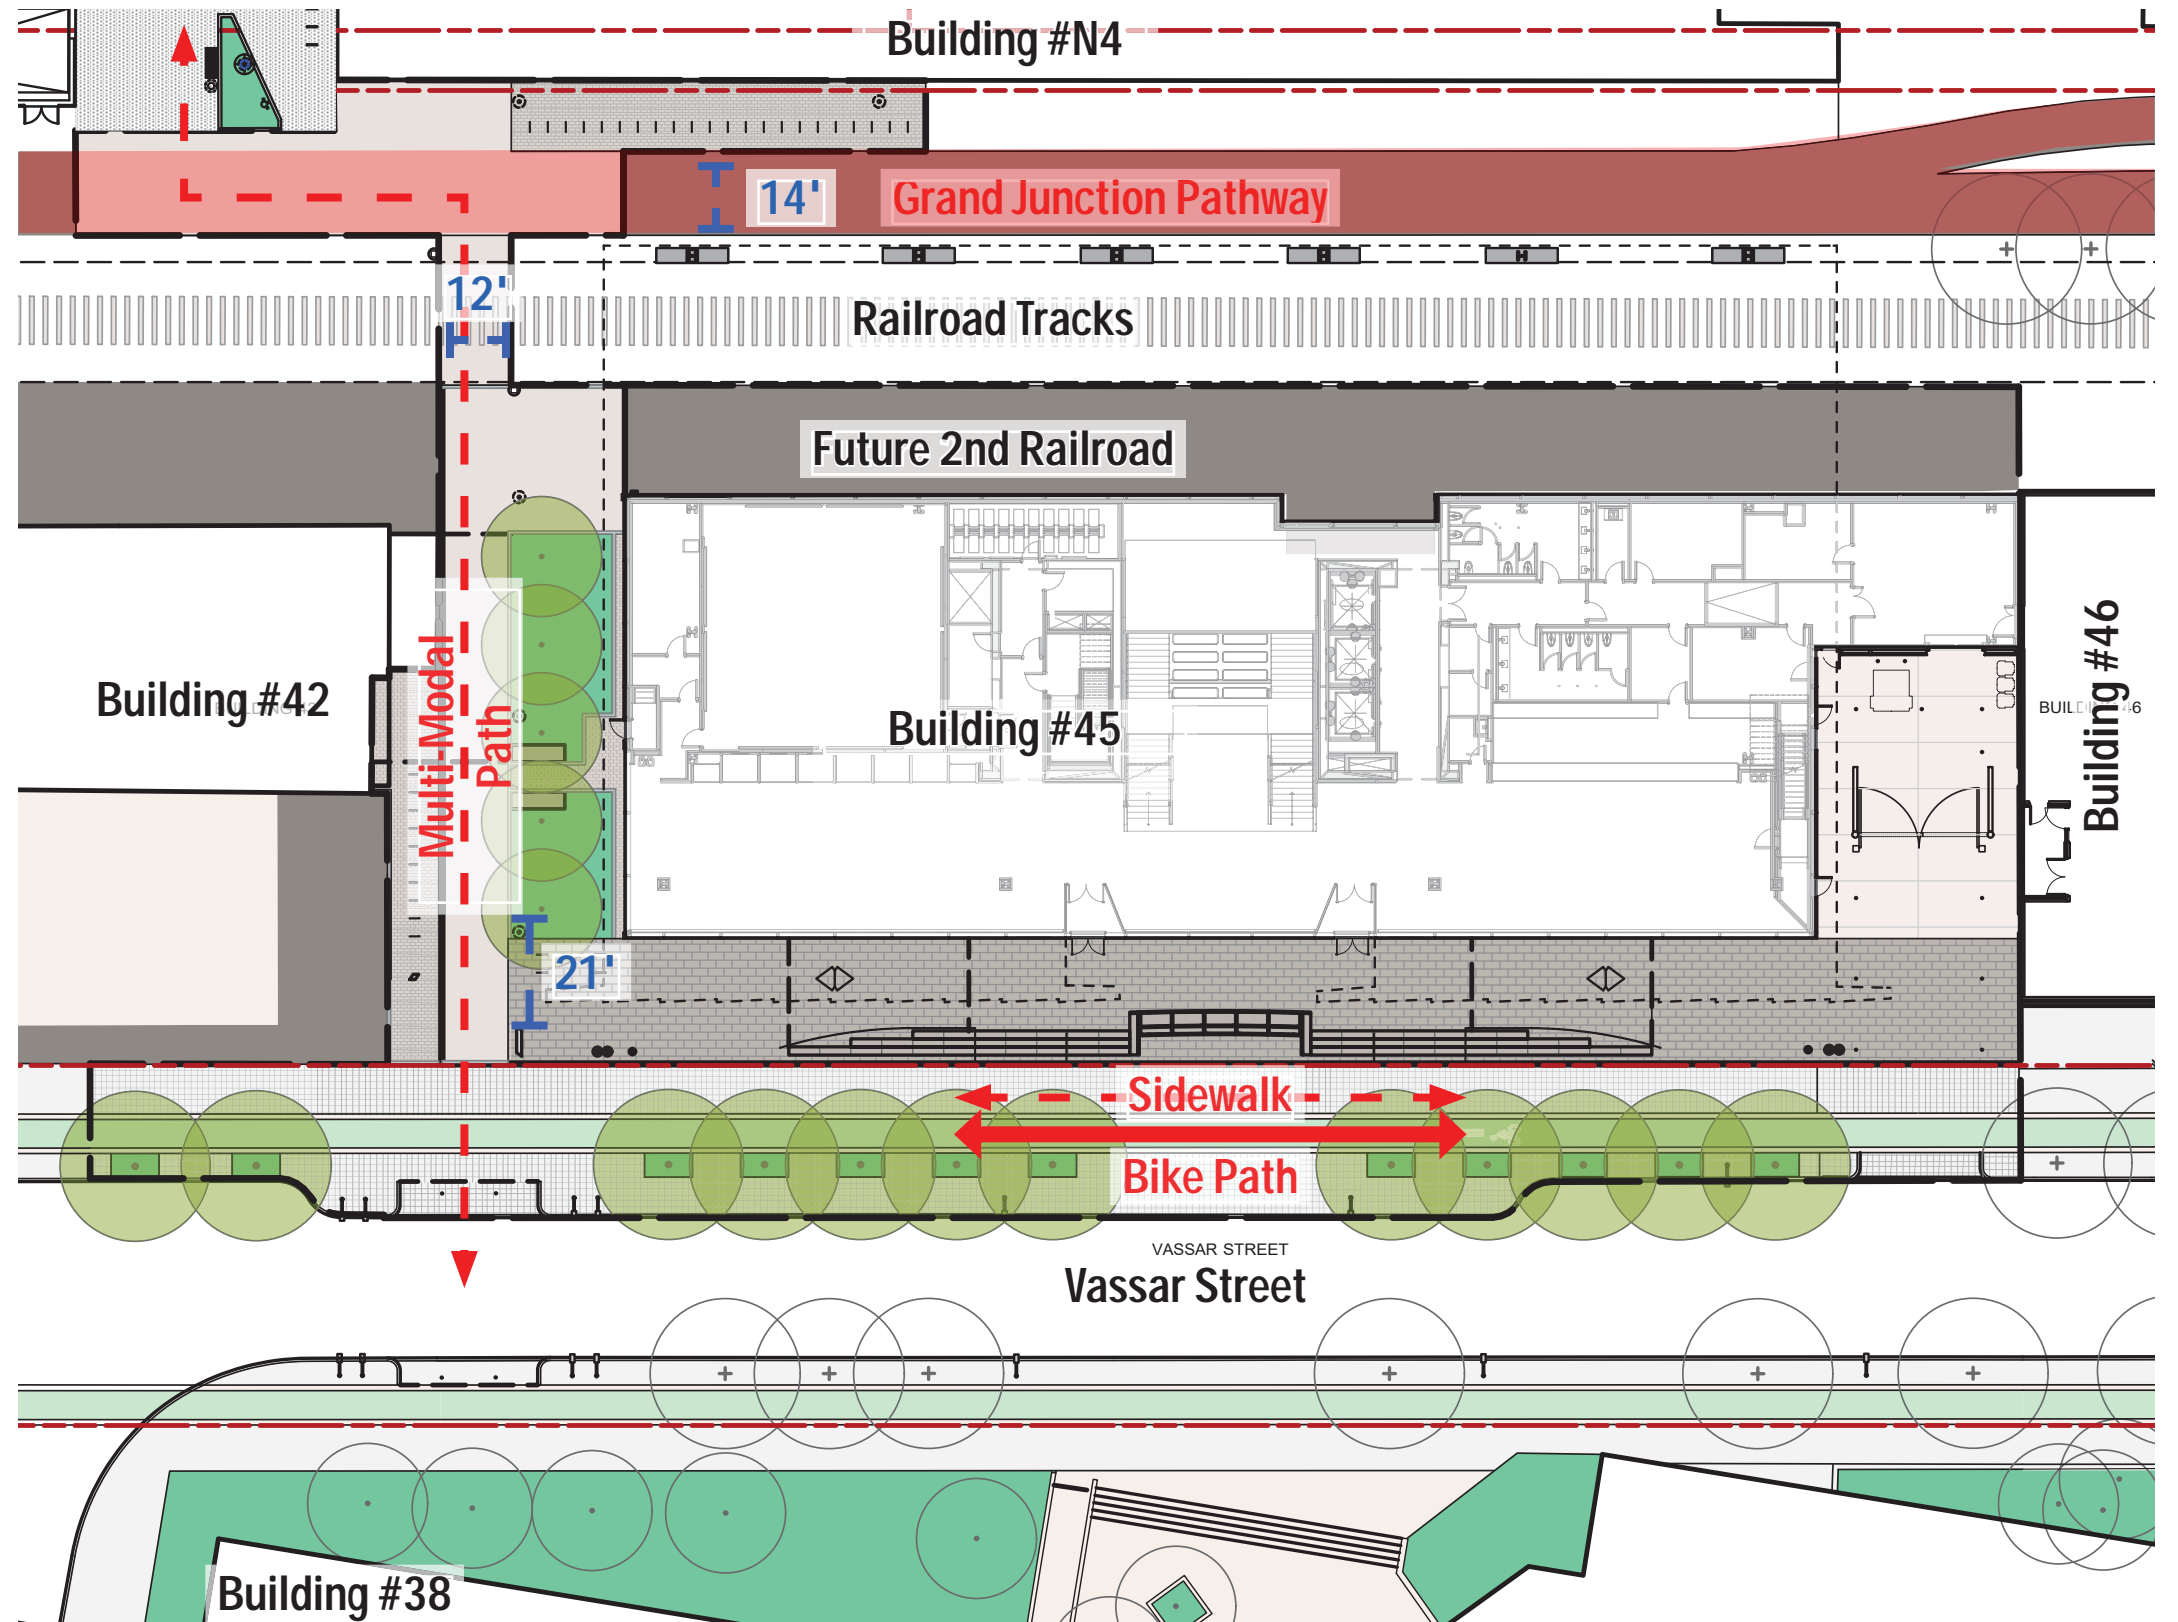 Building #N4
14'
Grand Junction Pathway
12'
Railroad Tracks
Future 2nd Railroad
Building #42
Multi-Modal
Path
Building #45
Building #46
21'
Sidewalk
Bike Path
VASSAR STREET
Vassar Street
Building #38